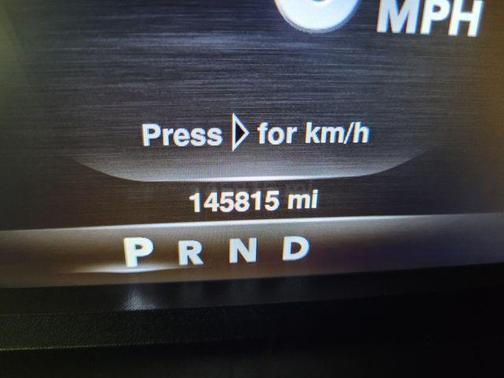 MPH
Press ▷ for km/h
145815 mi
P R N D